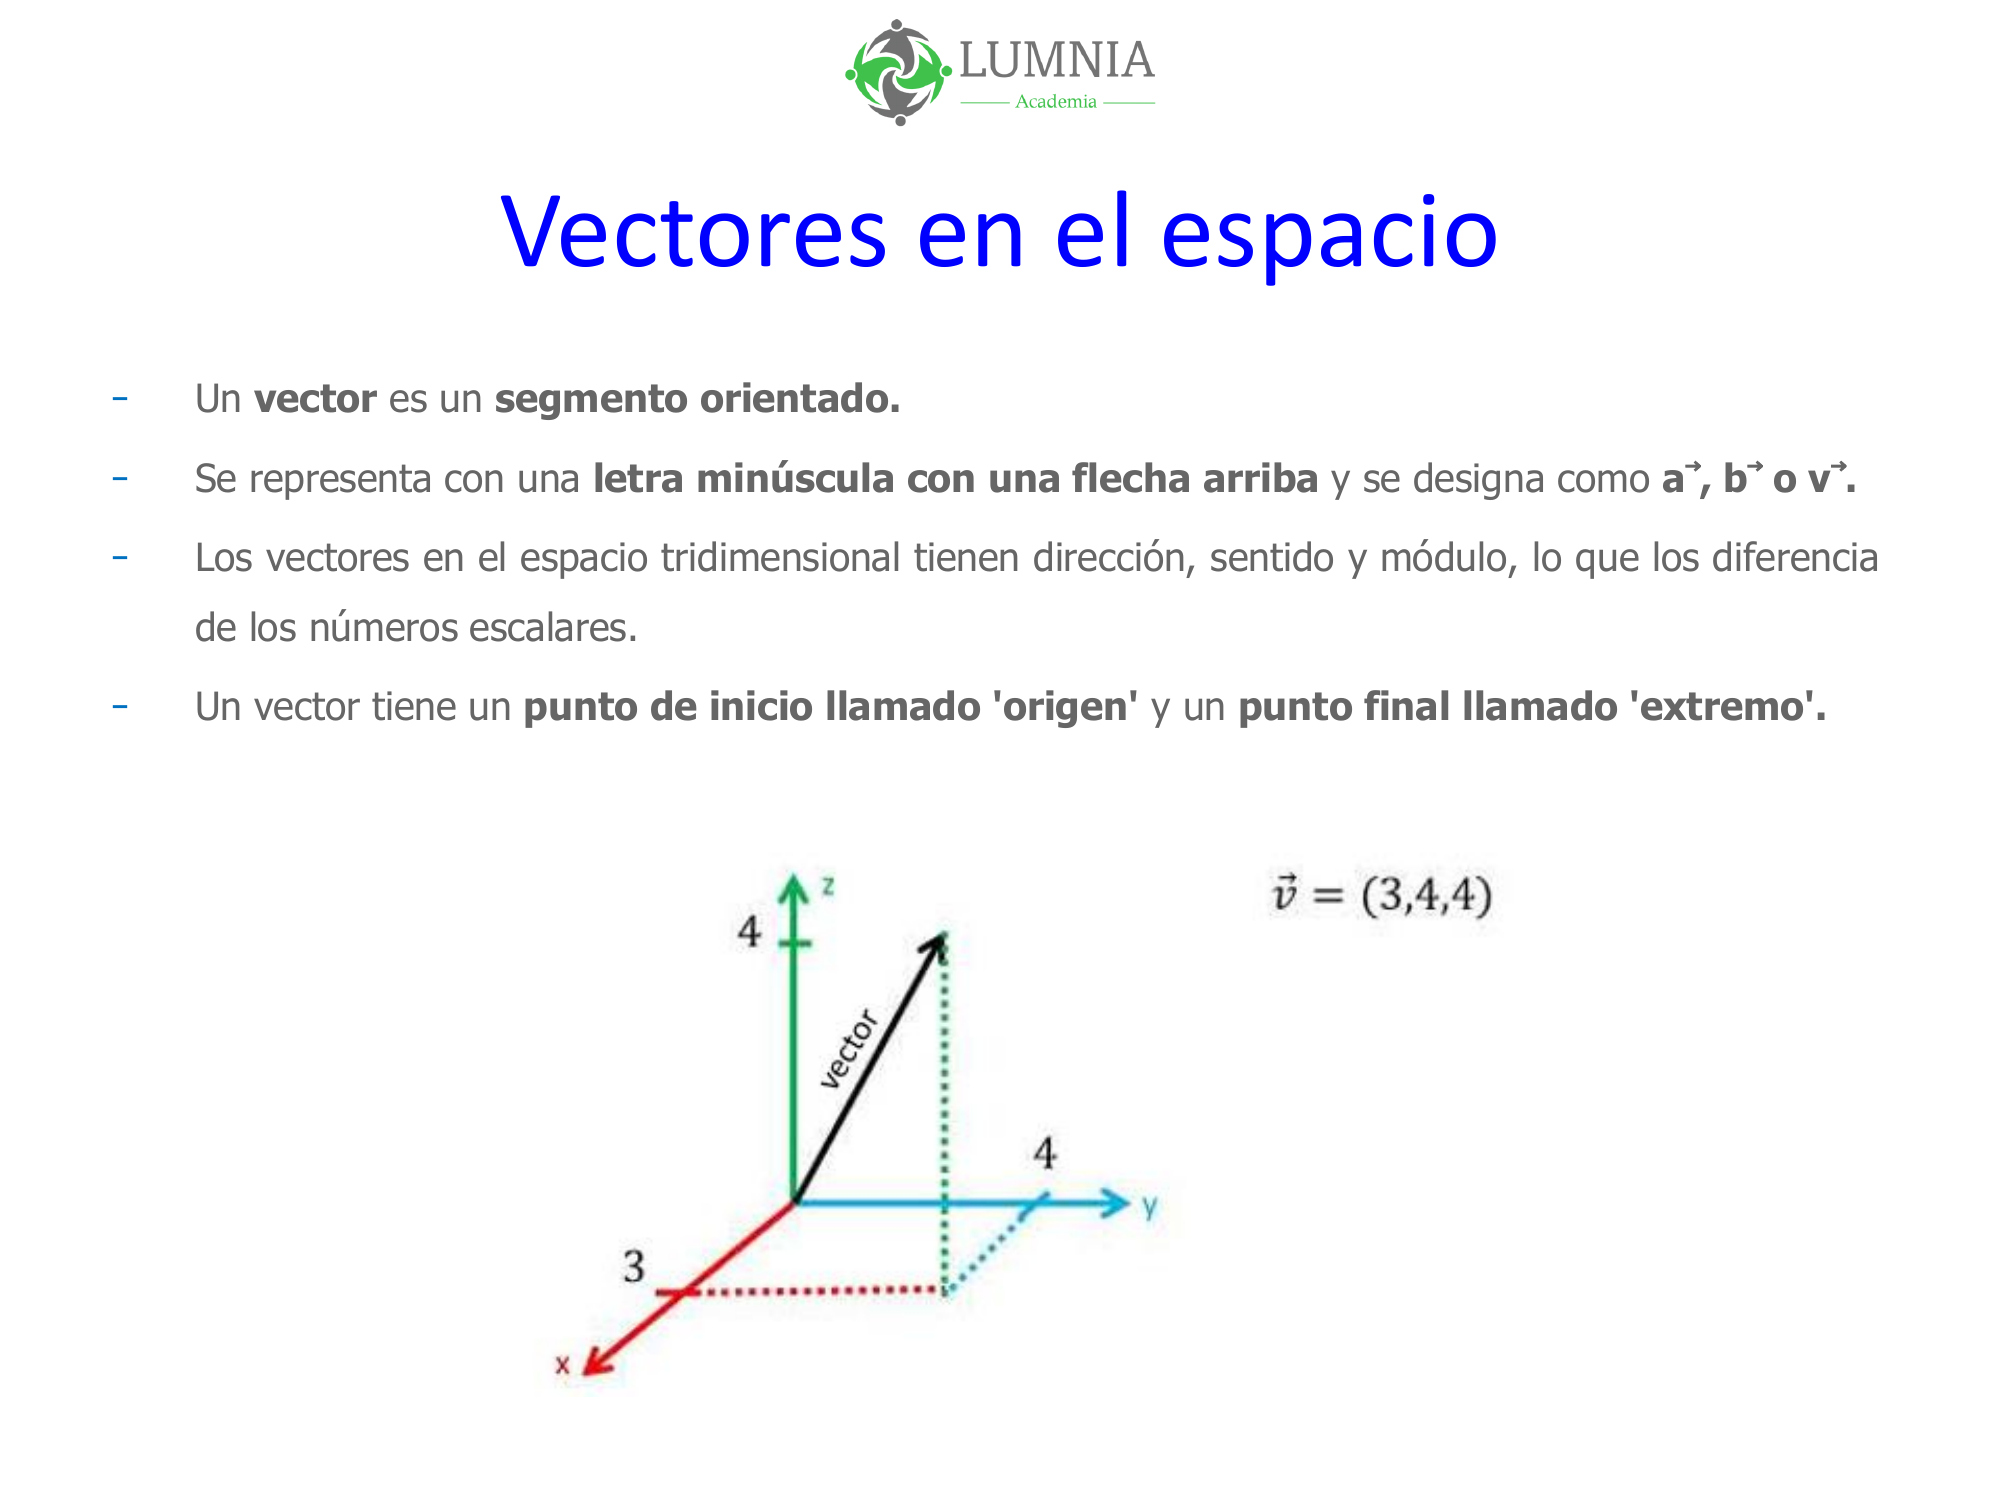 LUMNIA
Academia
Vectores en el espacio
- Un vector es un segmento orientado.
- Se representa con una letra minúscula con una flecha arriba y se designa como a⃗, b⃗ o v⃗.
- Los vectores en el espacio tridimensional tienen dirección, sentido y módulo, lo que los diferencia
de los números escalares.
- Un vector tiene un punto de inicio llamado 'origen' y un punto final llamado 'extremo'.
z
4
v⃗ = (3,4,4)
vector
4
y
3
x